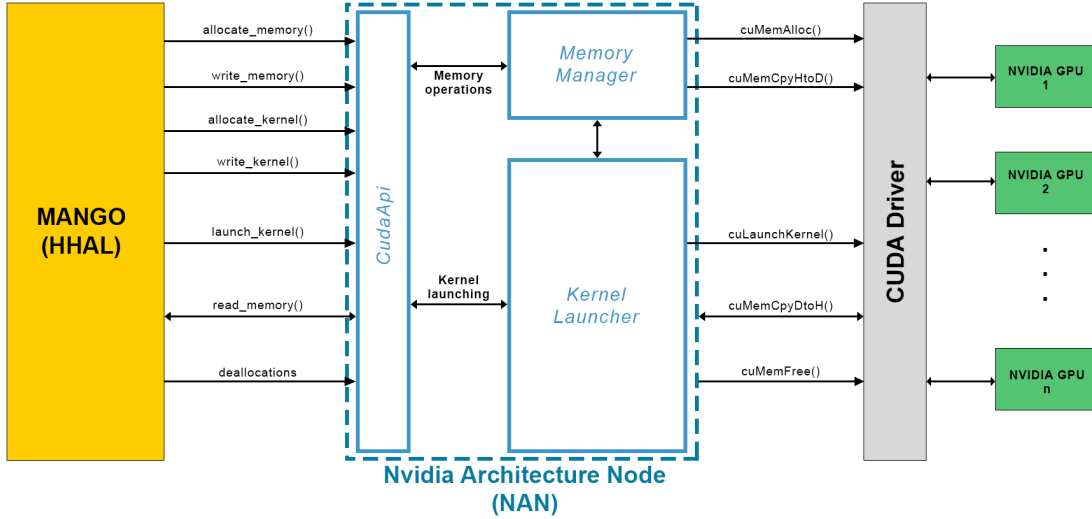 MANGO
(HHAL)
allocate_memory()
write_memory()
allocate_kernel()
write_kernel()
launch_kernel()
read_memory()
deallocations
CudaApi
Memory
operations
Kernel
launching
Memory
Manager
Kernel
Launcher
Nvidia Architecture Node
(NAN)
cuMemAlloc()
cuMemCpyHtoD()
cuLaunchKernel()
cuMemCpyDtoH()
cuMemFree()
CUDA Driver
NVIDIA GPU
1
NVIDIA GPU
2
.
.
.
NVIDIA GPU
n